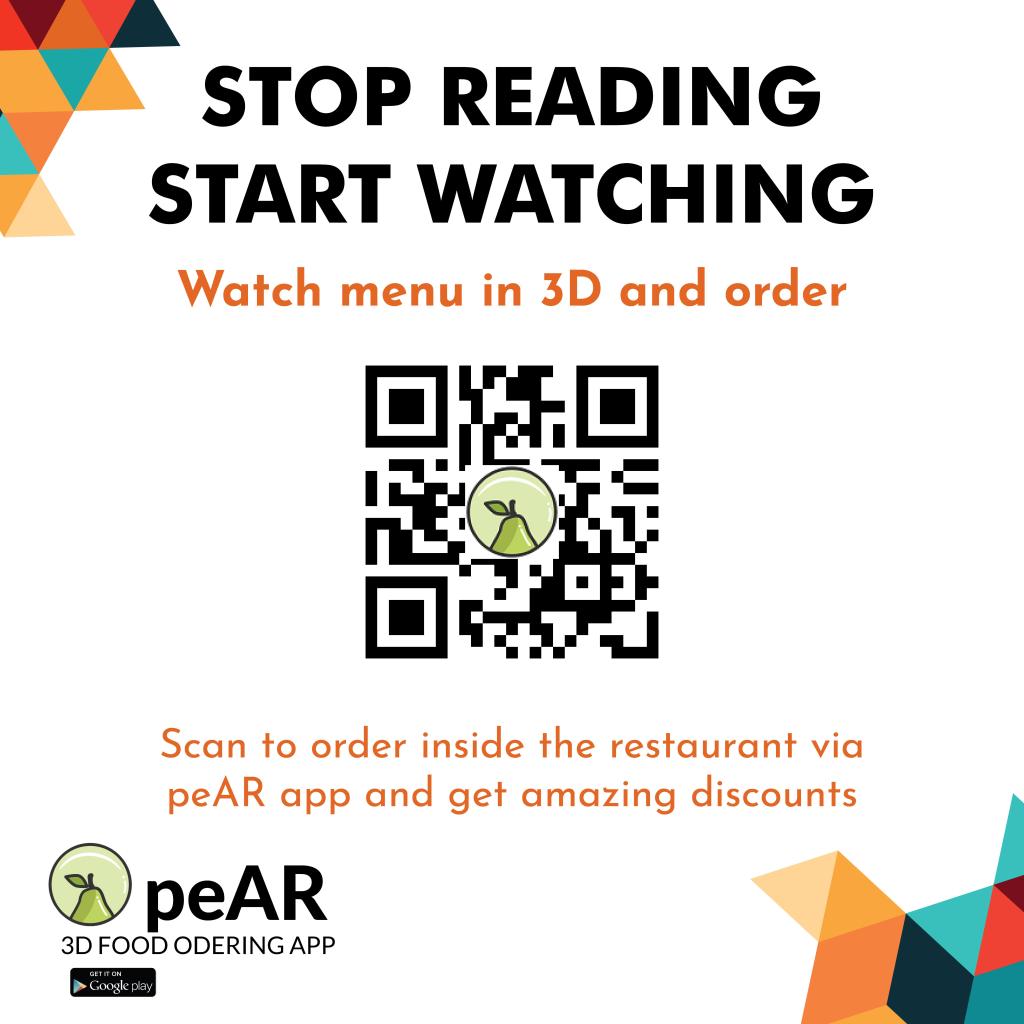 STOP READING
START WATCHING
Watch menu in 3D and order
Scan to order inside the restaurant via
peAR app and get amazing discounts
peAR
3D FOOD ODERING APP
GET IT ON
Google play